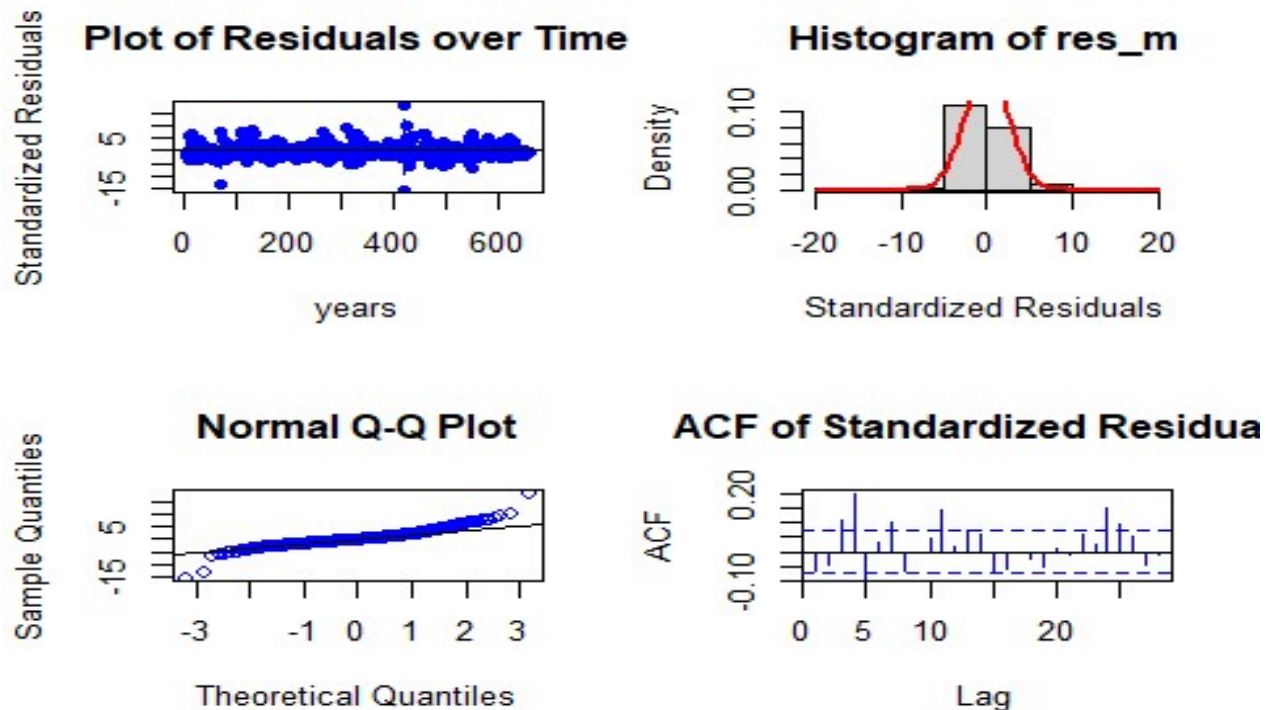 Plot of Residuals over Time
Standardized Residuals
5
-15
0 200 400 600
years
Histogram of res_m
Density
0.10
0.00
-20 -10 0 10 20
Standardized Residuals
Normal Q-Q Plot
Sample Quantiles
5
-15
-3 -1 0 1 2 3
Theoretical Quantiles
ACF of Standardized Residua
ACF
0.20
-0.10
0 5 10 20
Lag